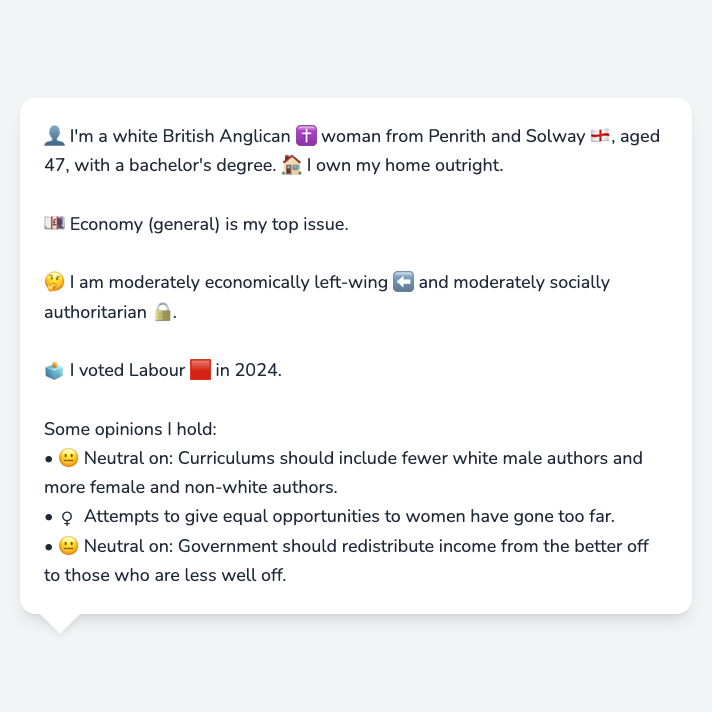 👤 I'm a white British Anglican ✝️ woman from Penrith and Solway 🏴󠁧󠁢󠁥󠁮󠁧󠁿, aged
47, with a bachelor's degree. 🏠 I own my home outright.
💷 Economy (general) is my top issue.
🤔 I am moderately economically left-wing ⬅️ and moderately socially
authoritarian 🔒.
🗳️ I voted Labour 🟥 in 2024.
Some opinions I hold:
• 😐 Neutral on: Curriculums should include fewer white male authors and
more female and non-white authors.
• ♀ Attempts to give equal opportunities to women have gone too far.
• 😐 Neutral on: Government should redistribute income from the better off
to those who are less well off.